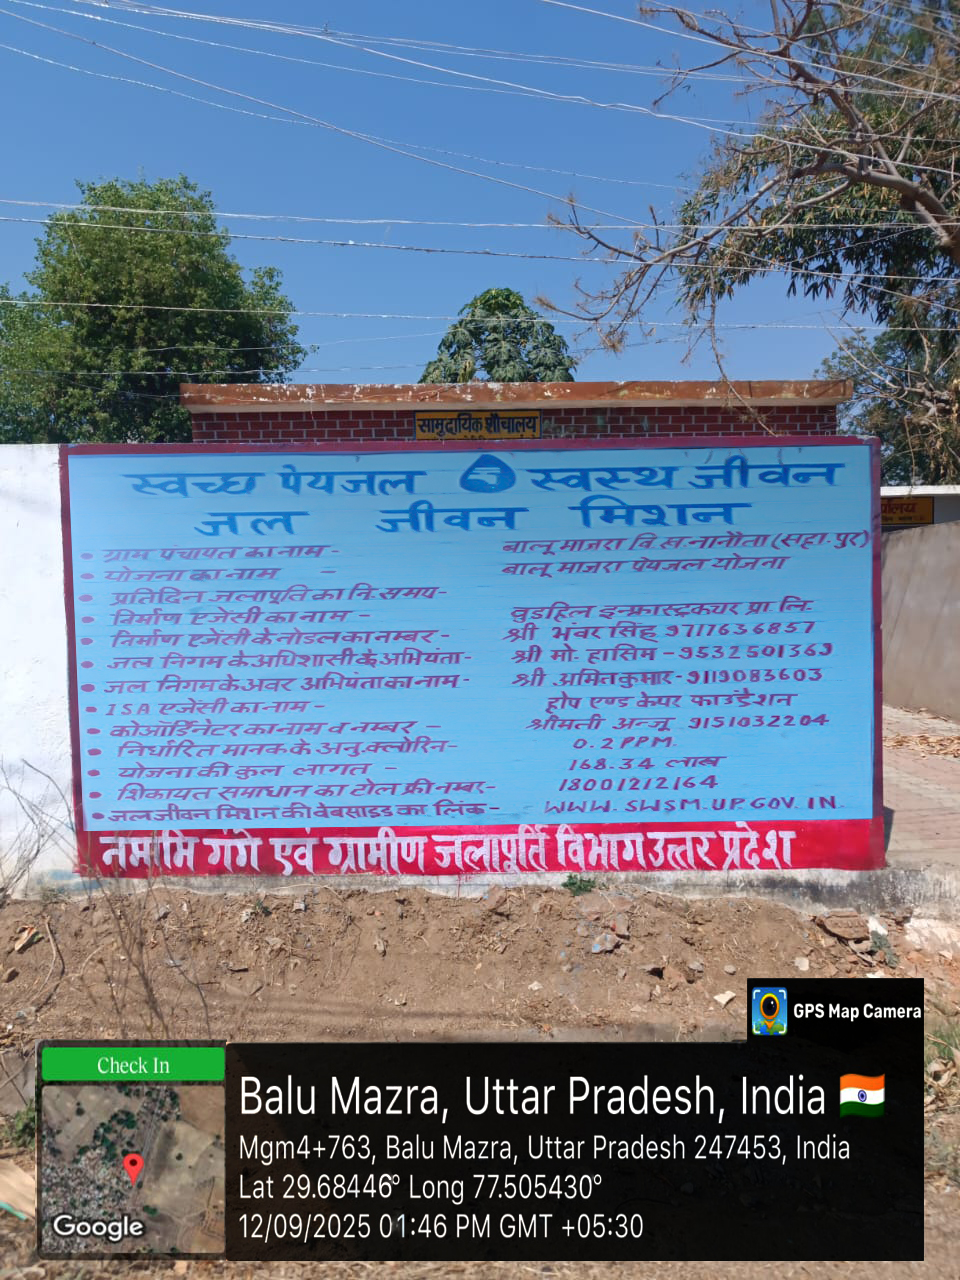 सामुदायिक शौचालय
स्वच्छ पेयजल स्वस्थ जीवन
जल जीवन मिशन
• ग्राम पंचायत का नाम - बालू माजरा वि.ख.नानौता (सहा.पुर)
• योजना का नाम - बालू माजरा पेयजल योजना
• प्रतिदिन जलापूर्ति का नि.समय-
• निर्माण एजेंसी का नाम - वुडहिल इन्फ्रास्ट्रक्चर प्रा. लि.
• निर्माण एजेंसी के नोडल का नम्बर - श्री भंवर सिंह 9717636857
• जल निगम के अधिशासी के अभियंता- श्री मो. हासिम - 9532501369
• जल निगम के अवर अभियंता का नाम - श्री अमित कुमार- 9119083603
• ISA एजेंसी का नाम - होप एण्ड केयर फाउंडेशन
• कोऑर्डिनेटर का नाम व नम्बर - श्रीमती अन्जू 9151032204
• निर्धारित मानक के अनु.क्लोरिन- 0.2 PPM.
• योजना की कुल लागत - 168.34 लाख
• शिकायत समाधान का टोल फ्री नम्बर- 18001212164
• जल जीवन मिशन की वेबसाइड का लिंक - WWW.SWSM.UP.GOV.IN
नमामि गंगे एवं ग्रामीण जलापूर्ति विभाग उत्तर प्रदेश
GPS Map Camera
Check In
Balu Mazra, Uttar Pradesh, India
Mgm4+763, Balu Mazra, Uttar Pradesh 247453, India
Lat 29.68446° Long 77.505430°
12/09/2025 01:46 PM GMT +05:30
Google